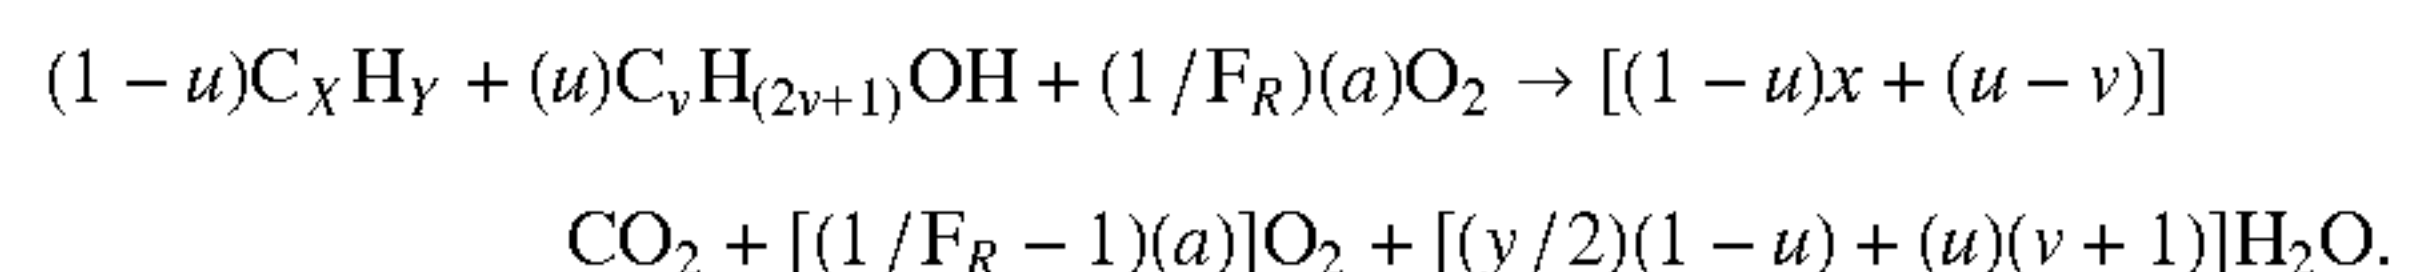 (1 − u)C_X H_Y + (u)C_v H_(2v+1) OH + (1/F_R)(a)O_2 → [(1 − u)x + (u − v)]
CO_2 + [(1/F_R − 1)(a)]O_2 + [(y/2)(1 − u) + (u)(v + 1)]H_2O.